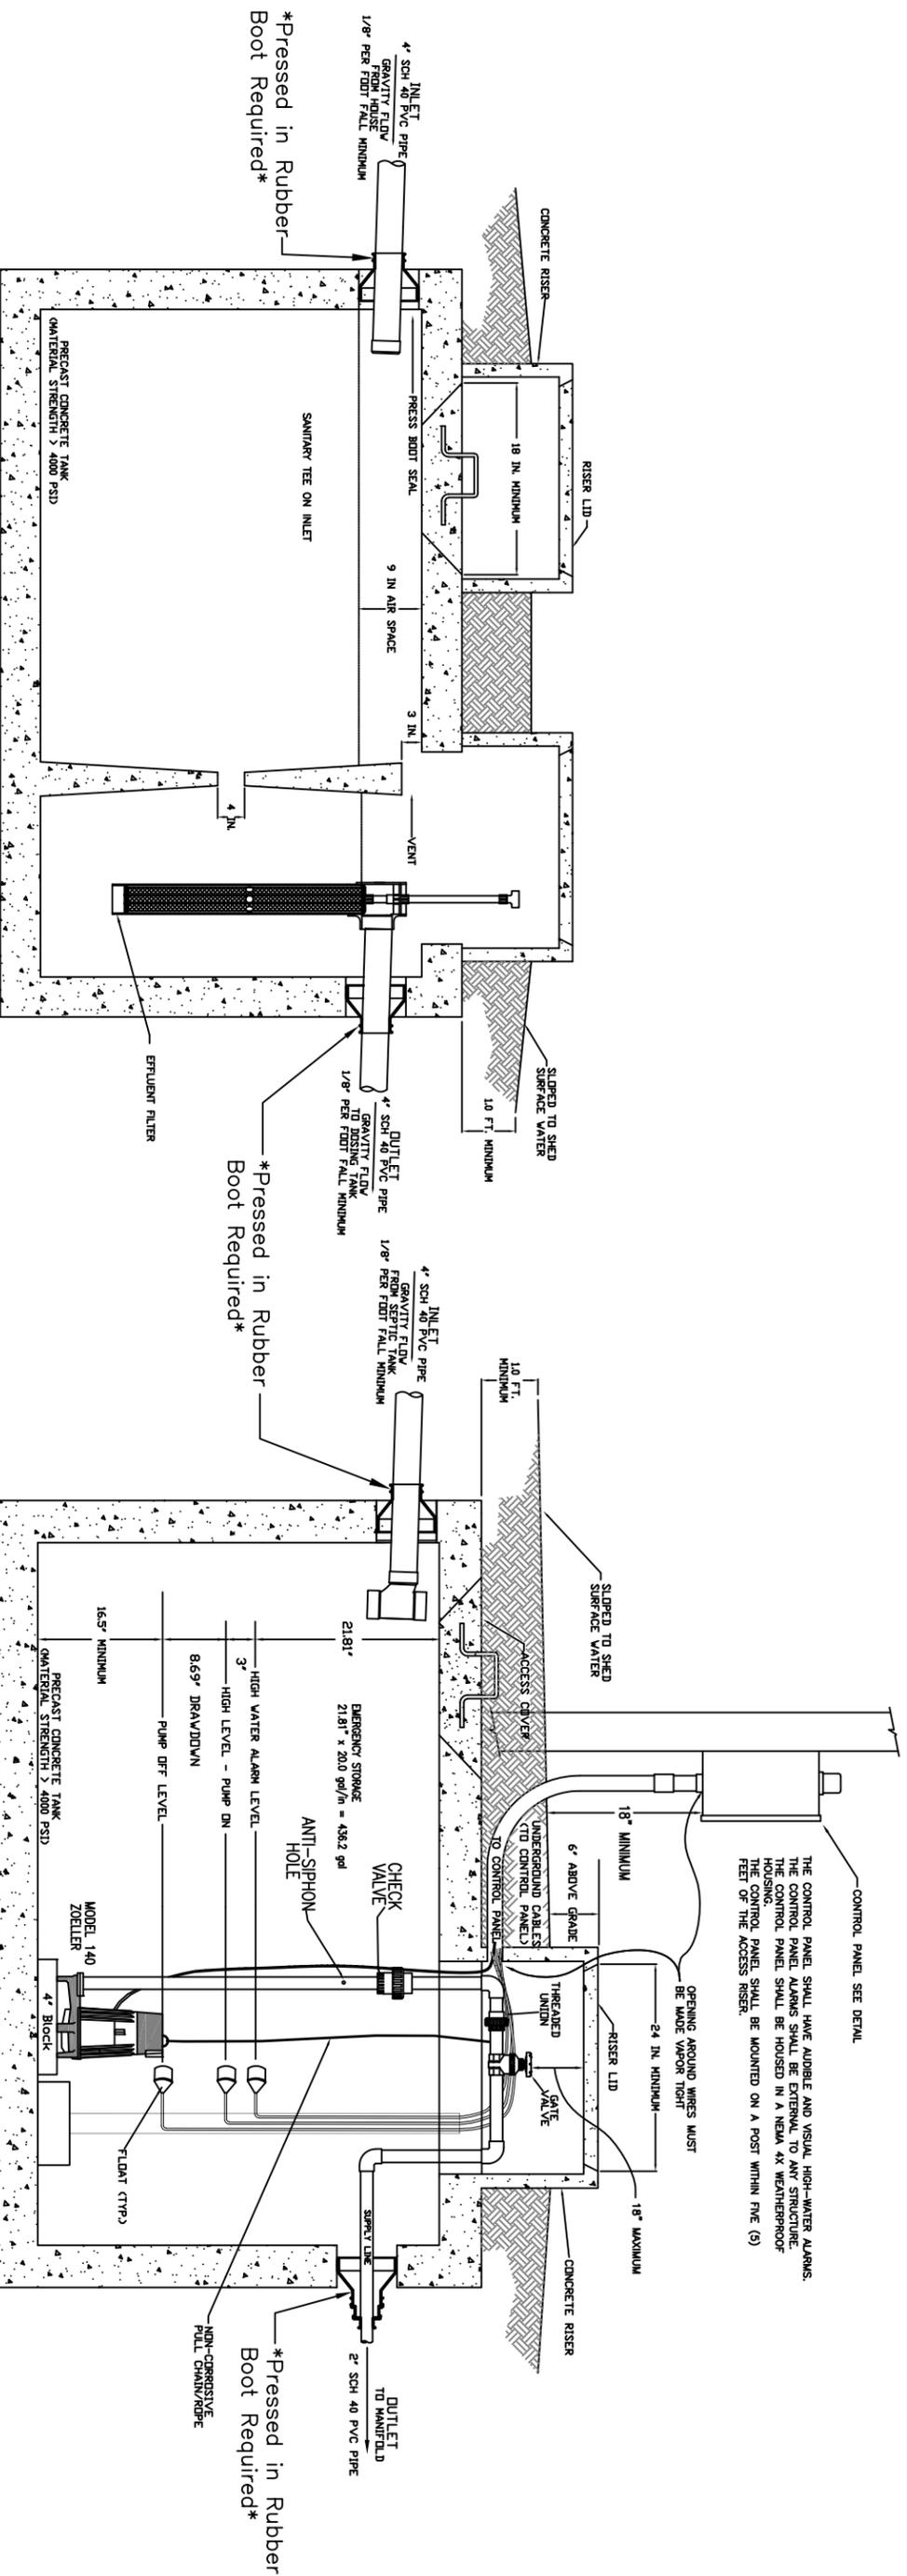 *Pressed in Rubber
Boot Required*
INLET
4" SCH 40 PVC PIPE
GRAVITY FLOW
FROM HOUSE
1/8" PER FOOT FALL MINIMUM
CONCRETE RISER
RISER LID
18 IN. MINIMUM
PRESS BOOT SEAL
SANITARY TEE ON INLET
9 IN AIR SPACE
3 IN.
VENT
4
IN.
PRECAST CONCRETE TANK
(MATERIAL STRENGTH > 4000 PSI)
EFFLUENT FILTER
SLOPED TO SHED
SURFACE WATER
1.0 FT. MINIMUM
OUTLET
4" SCH 40 PVC PIPE
GRAVITY FLOW
TO DOSING TANK
1/8" PER FOOT FALL MINIMUM
*Pressed in Rubber
Boot Required*
INLET
4" SCH 40 PVC PIPE
GRAVITY FLOW
FROM SEPTIC TANK
1/8" PER FOOT FALL MINIMUM
1.0 FT.
MINIMUM
SLOPED TO SHED
SURFACE WATER
CONTROL PANEL SEE DETAIL
THE CONTROL PANEL SHALL HAVE AUDIBLE AND VISUAL HIGH-WATER ALARMS.
THE CONTROL PANEL ALARMS SHALL BE EXTERNAL TO ANY STRUCTURE.
THE CONTROL PANEL SHALL BE HOUSED IN A NEMA 4X WEATHERPROOF
HOUSING.
THE CONTROL PANEL SHALL BE MOUNTED ON A POST WITHIN FIVE (5)
FEET OF THE ACCESS RISER.
18" MINIMUM
6" ABOVE GRADE
OPENING AROUND WIRES MUST
BE MADE VAPOR TIGHT
RISER LID
24 IN. MINIMUM
18" MAXIMUM
CONCRETE RISER
ACCESS COVER
UNDERGROUND CABLES
(TO CONTROL PANEL)
TO CONTROL PANEL
THREADED
UNION
GATE
VALVE
CHECK
VALVE
ANTI-SIPHON
HOLE
21.81"
EMERGENCY STORAGE
21.81" x 20.0 gal/in = 436.2 gal
HIGH WATER ALARM LEVEL
3"
HIGH LEVEL - PUMP ON
8.69" DRAWDOWN
PUMP OFF LEVEL
16.5" MINIMUM
PRECAST CONCRETE TANK
(MATERIAL STRENGTH > 4000 PSI)
MODEL 140
ZOELLER
4" Block
FLOAT (TYP.)
SUPPLY LINE
NON-CORROSIVE
PULL CHAIN/ROPE
OUTLET
TO MANIFOLD
2" SCH 40 PVC PIPE
*Pressed in Rubber
Boot Required*